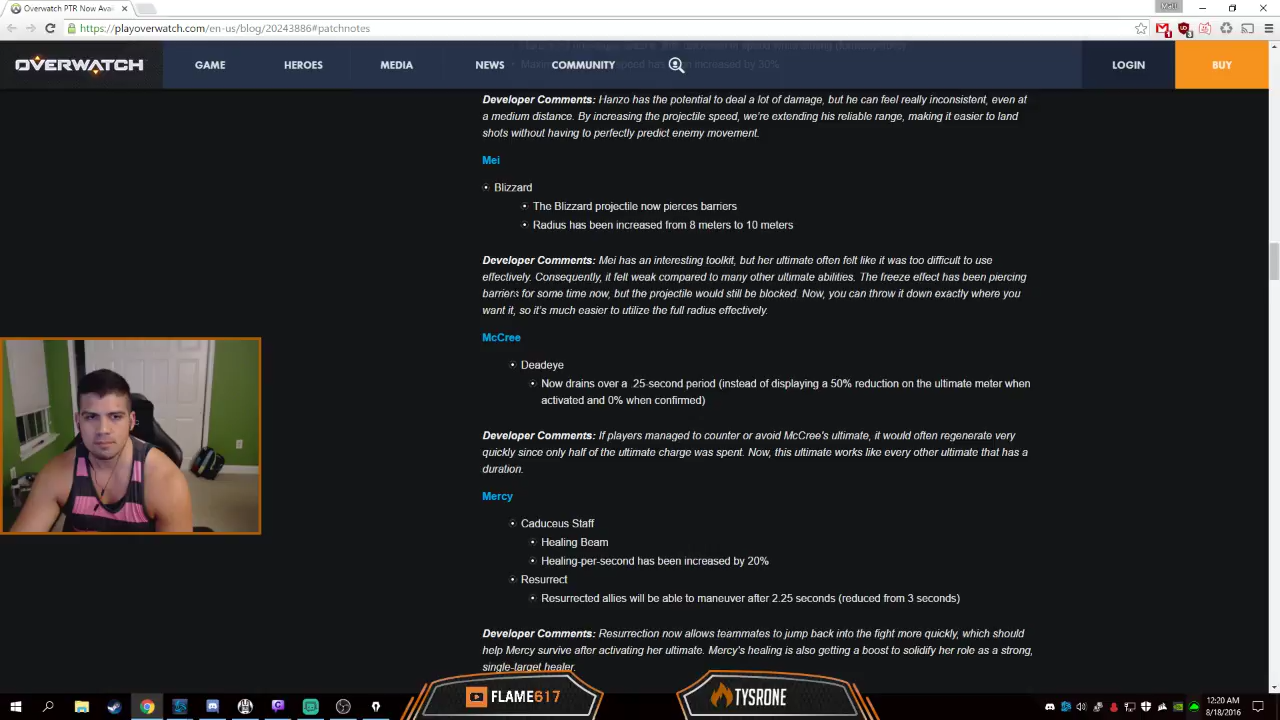 Overwatch PTR Now Avai
Matt
https://playoverwatch.com/en-us/blog/20243886#patchnotes
OVERWATCH
GAME
HEROES
MEDIA
NEWS
COMMUNITY
LOGIN
BUY
Developer Comments: Hanzo has the potential to deal a lot of damage, but he can feel really inconsistent, even at
a medium distance. By increasing the projectile speed, we're extending his reliable range, making it easier to land
shots without having to perfectly predict enemy movement.
Mei
Blizzard
The Blizzard projectile now pierces barriers
Radius has been increased from 8 meters to 10 meters
Developer Comments: Mei has an interesting toolkit, but her ultimate often felt like it was too difficult to use
effectively. Consequently, it felt weak compared to many other ultimate abilities. The freeze effect has been piercing
barriers for some time now, but the projectile would still be blocked. Now, you can throw it down exactly where you
want it, so it's much easier to utilize the full radius effectively.
McCree
Deadeye
Now drains over a .25-second period (instead of displaying a 50% reduction on the ultimate meter when
activated and 0% when confirmed)
Developer Comments: If players managed to counter or avoid McCree's ultimate, it would often regenerate very
quickly since only half of the ultimate charge was spent. Now, this ultimate works like every other ultimate that has a
duration.
Mercy
Caduceus Staff
Healing Beam
Healing-per-second has been increased by 20%
Resurrect
Resurrected allies will be able to maneuver after 2.25 seconds (reduced from 3 seconds)
Developer Comments: Resurrection now allows teammates to jump back into the fight more quickly, which should
help Mercy survive after activating her ultimate. Mercy's healing is also getting a boost to solidify her role as a strong,
single-target healer.
FLAME617
TYSRONE
12:20 AM
8/18/2016